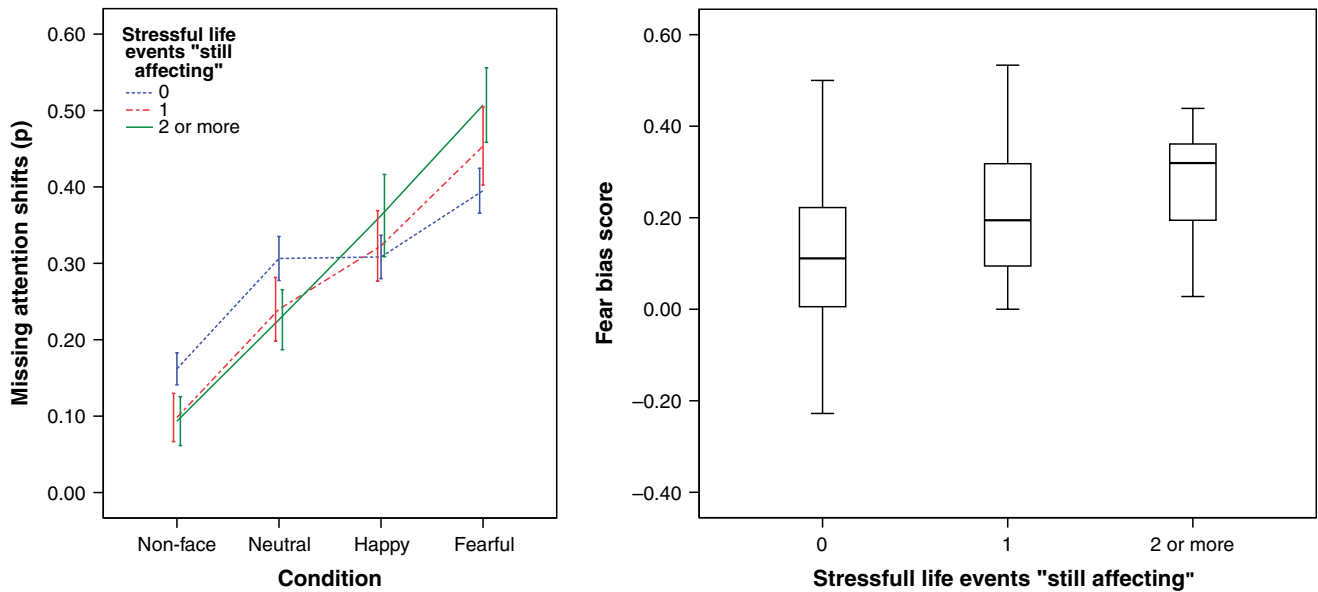 Stressful life
events "still
affecting"
0
1
2 or more
Missing attention shifts (p)
0.60
0.50
0.40
0.30
0.20
0.10
0.00
Non-face Neutral Happy Fearful
Condition
Fear bias score
0.60
0.40
0.20
0.00
−0.20
−0.40
0 1 2 or more
Stressfull life events "still affecting"